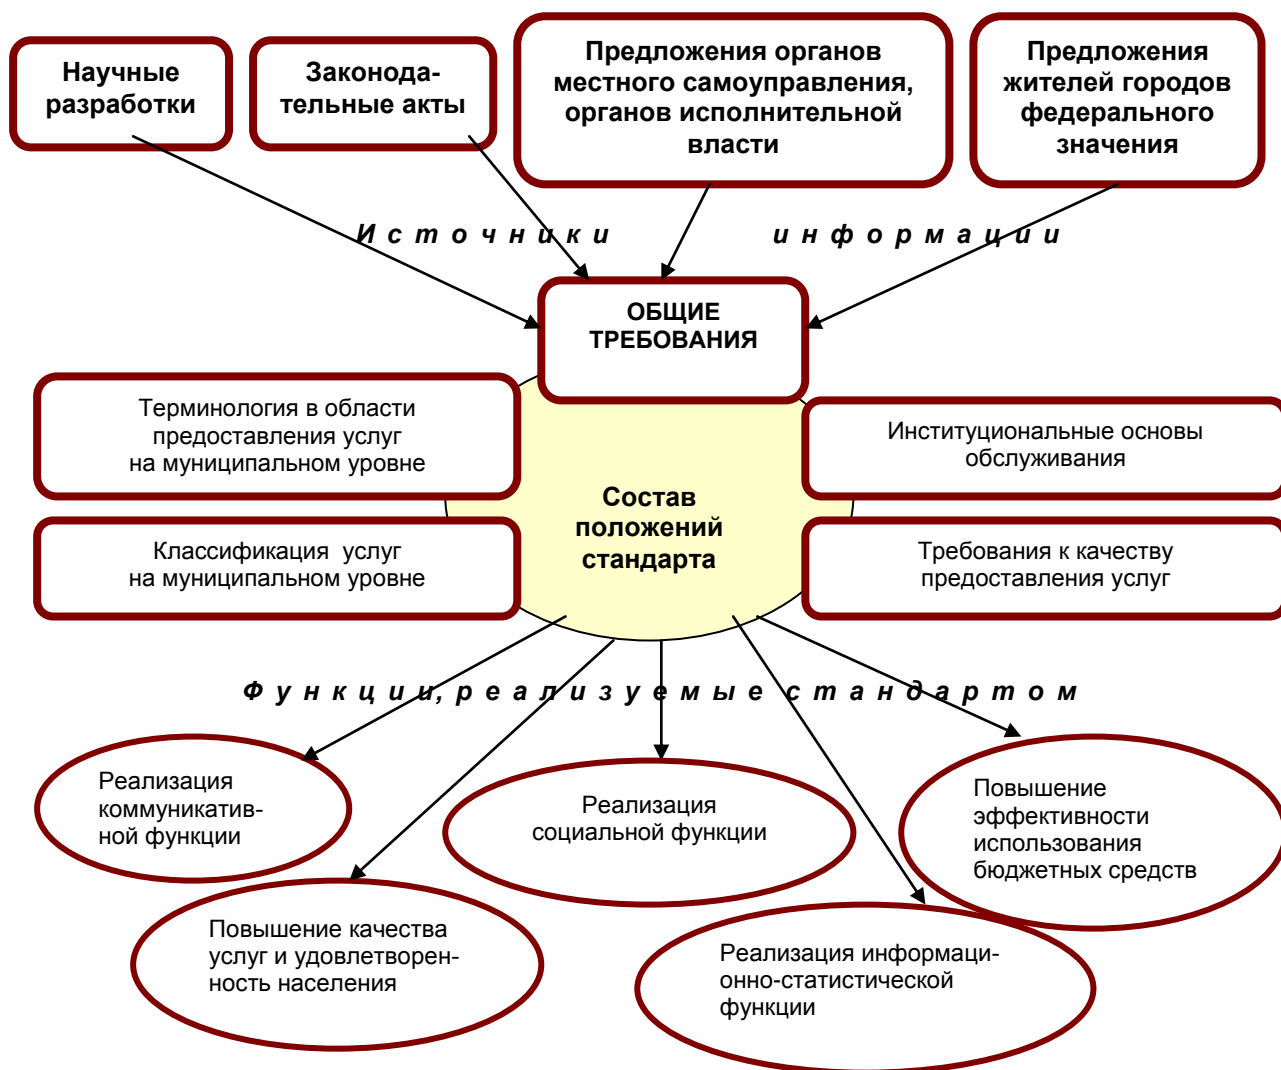 Научные
разработки
Законода-
тельные акты
Предложения органов
местного самоуправления,
органов исполнительной
власти
Предложения
жителей городов
федерального
значения
Источники информации
ОБЩИЕ
ТРЕБОВАНИЯ
Терминология в области
предоставления услуг
на муниципальном уровне
Институциональные основы
обслуживания
Состав
положений
стандарта
Классификация услуг
на муниципальном уровне
Требования к качеству
предоставления услуг
Функции, реализуемые стандартом
Реализация
коммуникатив-
ной функции
Реализация
социальной функции
Повышение
эффективности
использования
бюджетных средств
Повышение качества
услуг и удовлетворен-
ность населения
Реализация информаци-
онно-статистической
функции